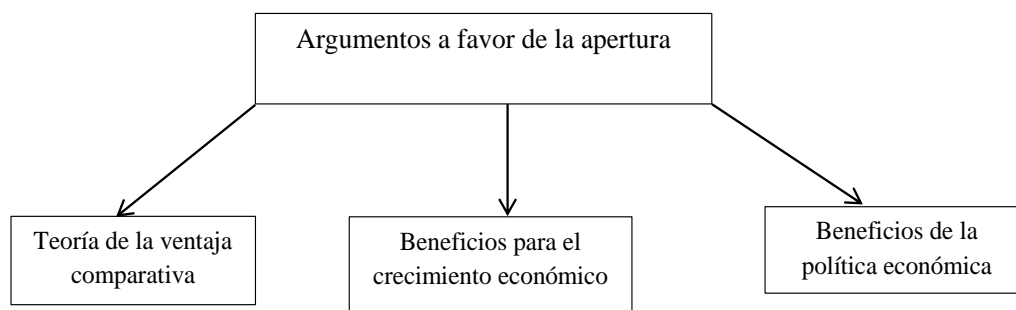 Argumentos a favor de la apertura
Teoría de la ventaja
comparativa
Beneficios para el
crecimiento económico
Beneficios de la
política económica